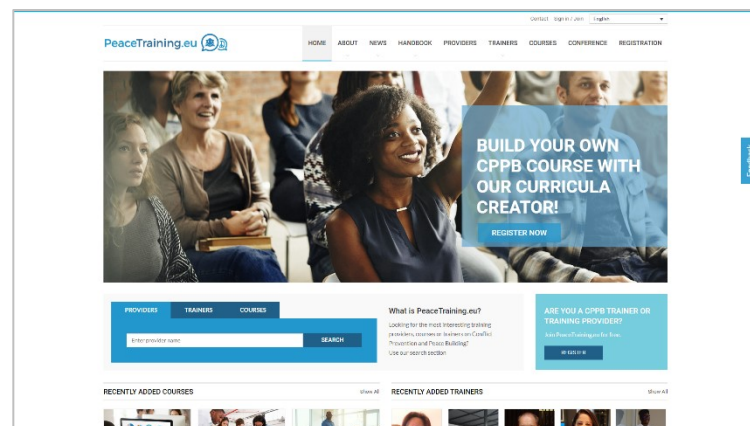 Contact Sign in / Join English
PeaceTraining.eu
HOME ABOUT NEWS HANDBOOK PROVIDERS TRAINERS COURSES CONFERENCE REGISTRATION
BUILD YOUR OWN
CPPB COURSE WITH
OUR CURRICULA
CREATOR!
REGISTER NOW
Feedback
PROVIDERS TRAINERS COURSES
Enter provider name
SEARCH
What is PeaceTraining.eu?
Looking for the most interesting training
providers, courses or trainers on Conflict
Prevention and Peace Building?
Use our search section
ARE YOU A CPPB TRAINER OR
TRAINING PROVIDER?
Join PeaceTraining.eu for free.
REGISTER
RECENTLY ADDED COURSES Show All
RECENTLY ADDED TRAINERS Show All